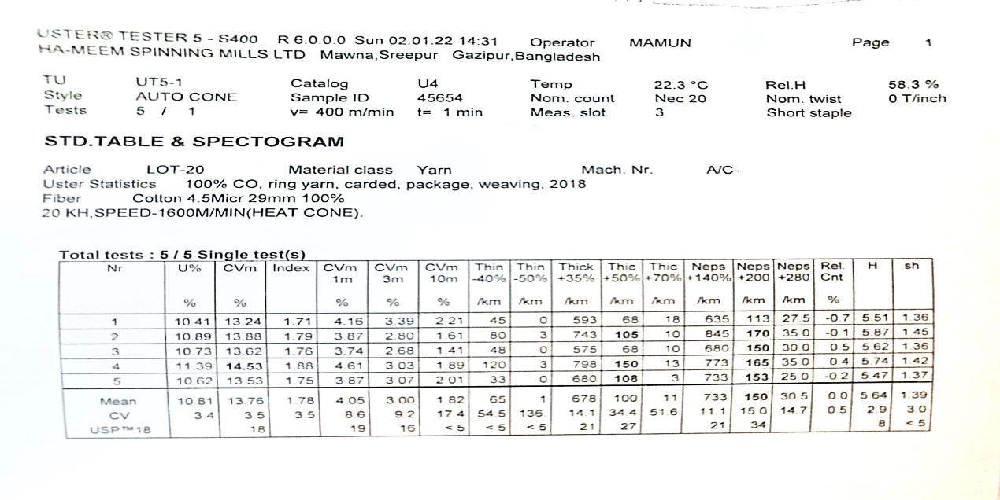 USTER® TESTER 5 - S400 R 6.0.0.0 Sun 02.01.22 14:31 Operator MAMUN Page 1
HA-MEEM SPINNING MILLS LTD Mawna,Sreepur Gazipur,Bangladesh
TU UT5-1 Catalog U4 Temp 22.3 °C Rel.H 58.3 %
Style AUTO CONE Sample ID 45654 Nom. count Nec 20 Nom. twist 0 T/inch
Tests 5 / 1 v= 400 m/min t= 1 min Meas. slot 3 Short staple
STD.TABLE & SPECTOGRAM
Article LOT-20 Material class Yarn Mach. Nr. A/C-
Uster Statistics 100% CO, ring yarn, carded, package, weaving, 2018
Fiber Cotton 4.5Micr 29mm 100%
20 KH,SPEED-1600M/MIN(HEAT CONE).
Total tests : 5 / 5 Single test(s)
Nr U% CVm Index CVm CVm CVm Thin Thin Thick Thic Thic Neps Neps Neps Rel. H sh
1m 3m 10m -40% -50% +35% +50% +70% +140% +200 +280 Cnt
% % % % % /km /km /km /km /km /km /km /km %
1 10.41 13.24 1.71 4.16 3.39 2.21 45 0 593 68 18 635 113 27.5 -0.7 5.51 1.36
2 10.89 13.88 1.79 3.87 2.80 1.61 80 3 743 105 10 845 170 35 0 -0 1 5.87 1.45
3 10.73 13.62 1.76 3.74 2 68 1.41 48 0 575 68 10 680 150 30 0 0 5 5 62 1.36
4 11.39 14.53 1.88 4.61 3 03 1.89 120 3 798 150 13 773 165 35 0 0.4 5.74 1.42
5 10.62 13.53 1.75 3 87 3 07 2 01 33 0 680 108 3 733 153 25 0 -0 2 5 47 1.37
Mean 10.81 13.76 1.78 4 05 3.00 1.82 65 1 678 100 11 733 150 30 5 0 0 5 64 1.39
CV 3.4 3.5 3.5 8.6 9.2 17.4 54.5 136. 14.1 34.4 51.6 11.1 15.0 14.7 0 5 2 9 3.0
USP™18 18 19 16 < 5 < 5 < 5 21 27 21 34 8 < 5